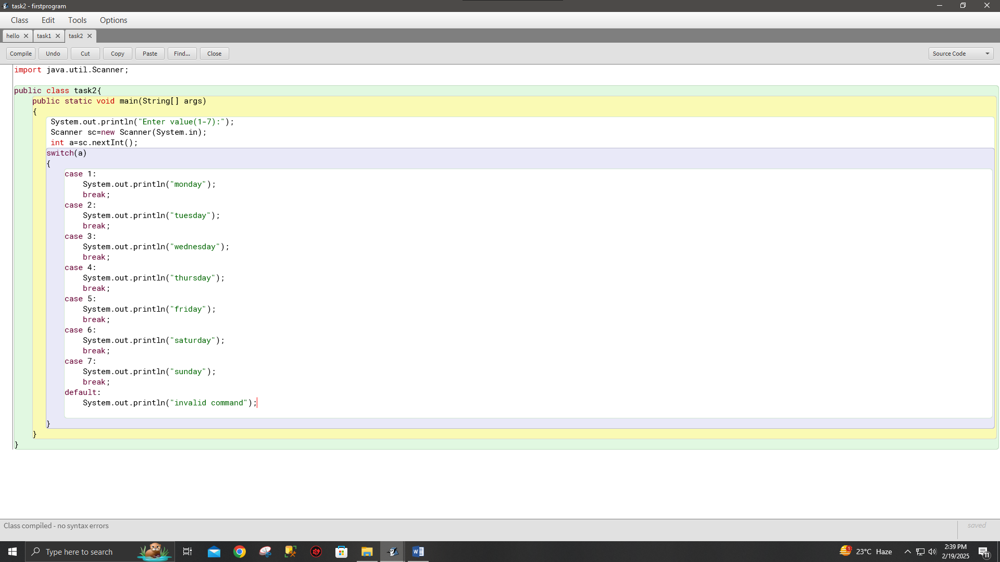 task2 - firstprogram
Class Edit Tools Options
hello task1 task2
Compile Undo Cut Copy Paste Find... Close Source Code
import java.util.Scanner;
public class task2{
public static void main(String[] args)
{
System.out.println("Enter value(1-7):");
Scanner sc=new Scanner(System.in);
int a=sc.nextInt();
switch(a)
{
case 1:
System.out.println("monday");
break;
case 2:
System.out.println("tuesday");
break;
case 3:
System.out.println("wednesday");
break;
case 4:
System.out.println("thursday");
break;
case 5:
System.out.println("friday");
break;
case 6:
System.out.println("saturday");
break;
case 7:
System.out.println("sunday");
break;
default:
System.out.println("invalid command");
}
}
}
Class compiled - no syntax errors saved
Type here to search 1 23°C Haze 2:39 PM
2/19/2025 11